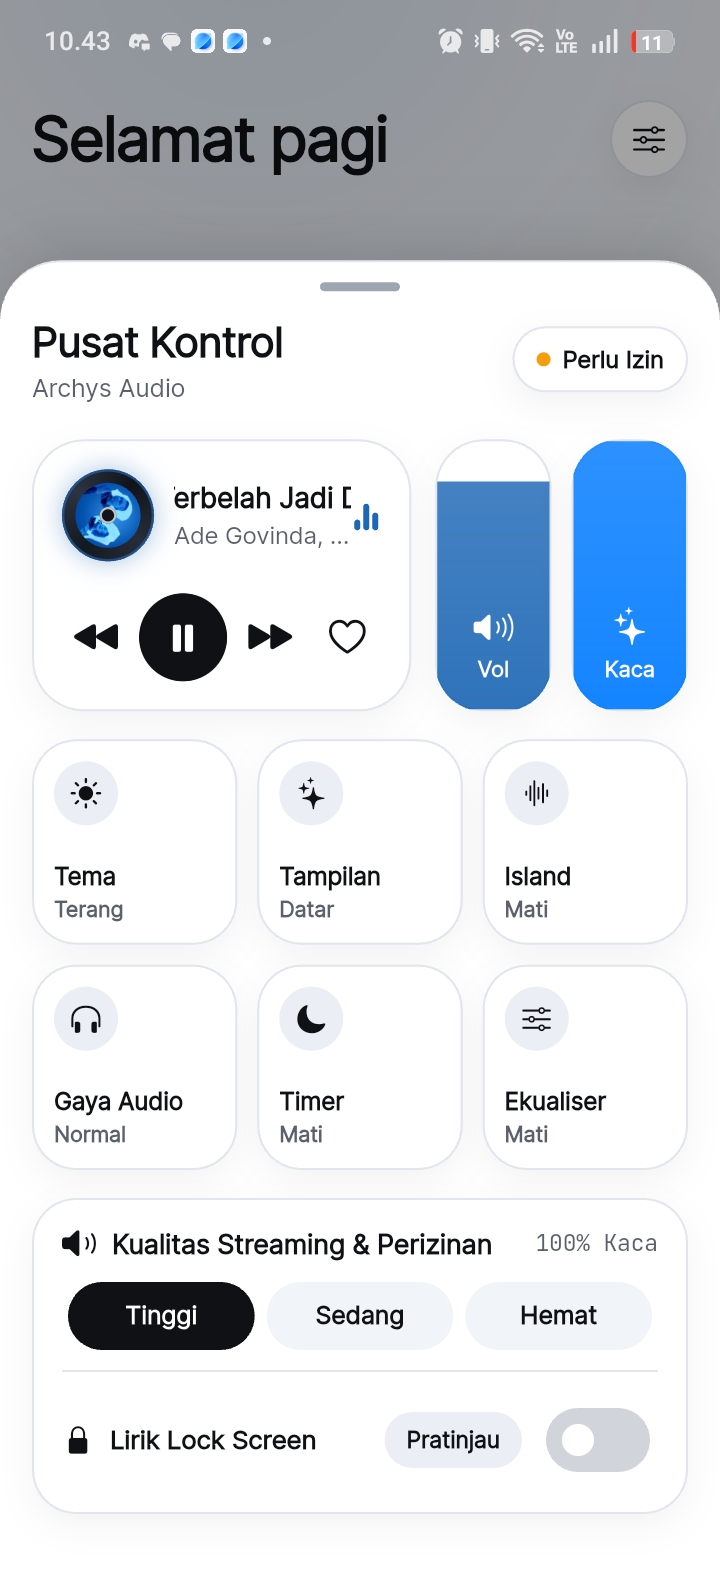 10.43
Vo
LTE
11
Selamat pagi
Pusat Kontrol
Archys Audio
Perlu Izin
erbelah Jadi D
Ade Govinda, ...
Vol
Kaca
Tema
Terang
Tampilan
Datar
Island
Mati
Gaya Audio
Normal
Timer
Mati
Ekualiser
Mati
Kualitas Streaming & Perizinan
100% Kaca
Tinggi
Sedang
Hemat
Lirik Lock Screen
Pratinjau